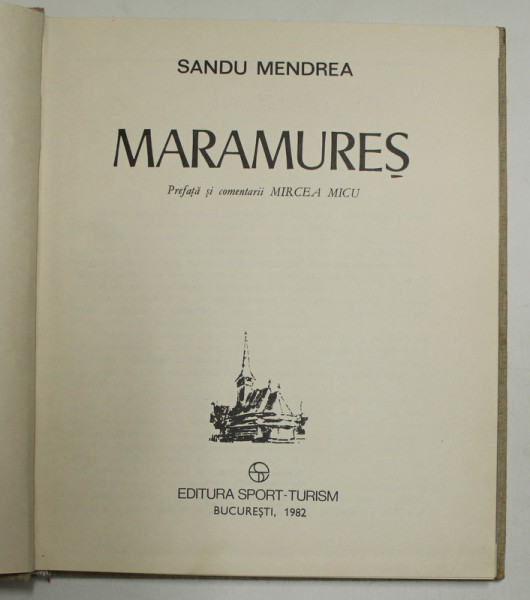 SANDU MENDREA
MARAMUREȘ
Prefață și comentarii MIRCEA MICU
EDITURA SPORT-TURISM
BUCUREȘTI, 1982